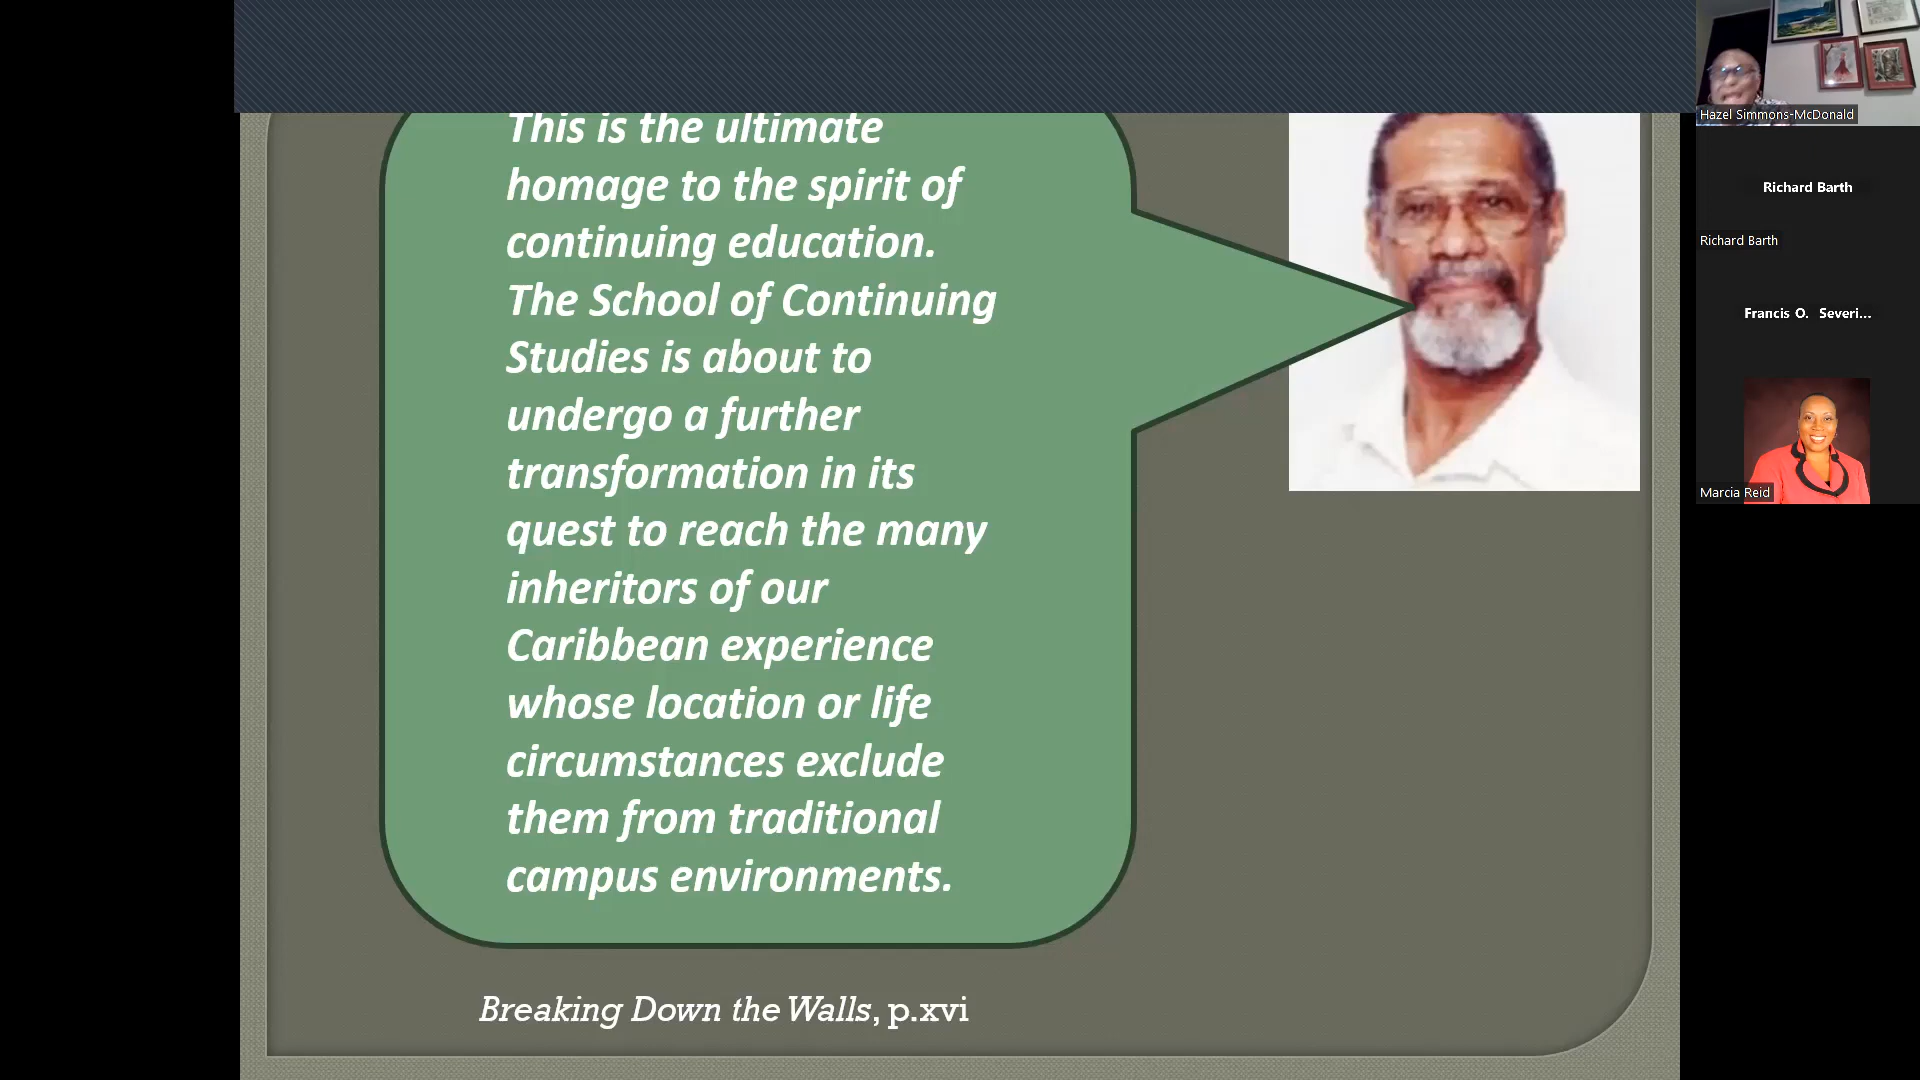 This is the ultimate
homage to the spirit of
continuing education.
The School of Continuing
Studies is about to
undergo a further
transformation in its
quest to reach the many
inheritors of our
Caribbean experience
whose location or life
circumstances exclude
them from traditional
campus environments.
Breaking Down the Walls, p.xvi
Hazel Simmons-McDonald
Richard Barth
Richard Barth
Francis O. Severi...
Marcia Reid